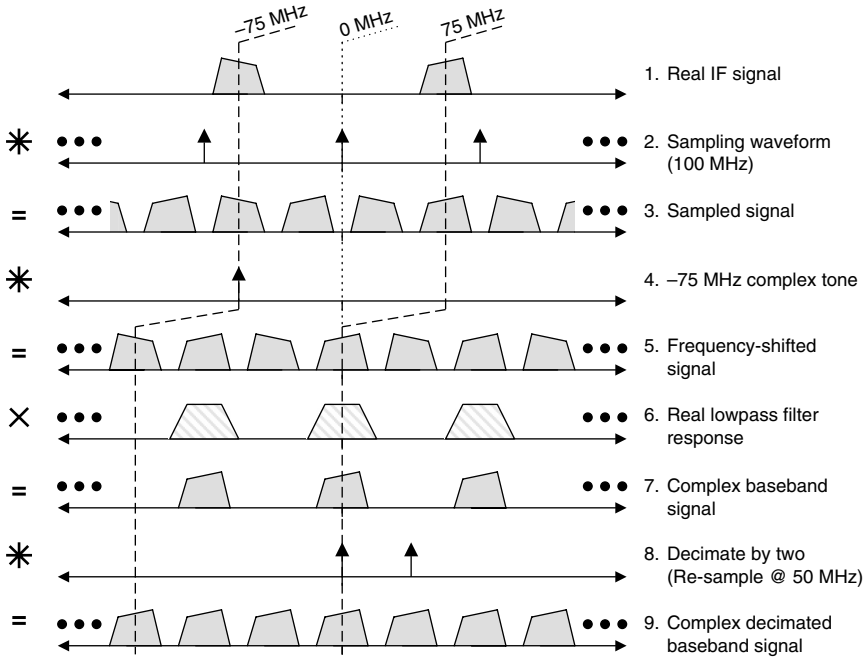 –75 MHz
0 MHz
75 MHz
1. Real IF signal
2. Sampling waveform
(100 MHz)
=
3. Sampled signal
4. –75 MHz complex tone
=
5. Frequency-shifted
signal
×
6. Real lowpass filter
response
=
7. Complex baseband
signal
8. Decimate by two
(Re-sample @ 50 MHz)
=
9. Complex decimated
baseband signal